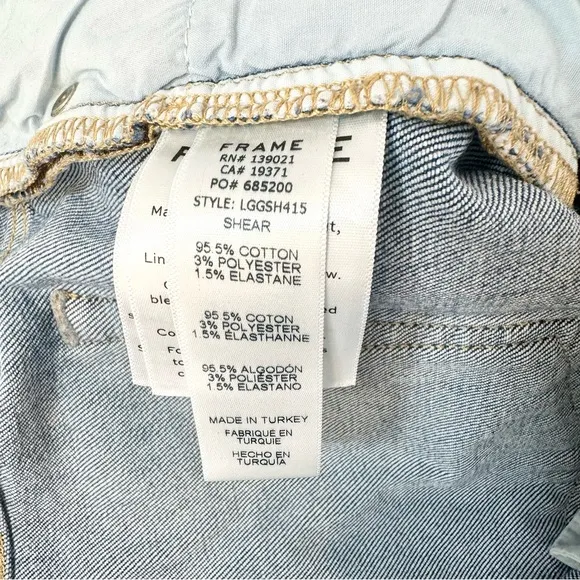 FRAME
RN# 139021
CA# 19371
PO# 685200
STYLE: LGGSH415
SHEAR
95.5% COTTON
3% POLYESTER
1.5% ELASTANE
95.5% COTON
3% POLYESTER
1.5% ÉLASTHANNE
95.5% ALGODÓN
3% POLIÉSTER
1.5% ELASTANO
MADE IN TURKEY
FABRIQUÉ EN
TURQUIE
HECHO EN
TURQUÍA